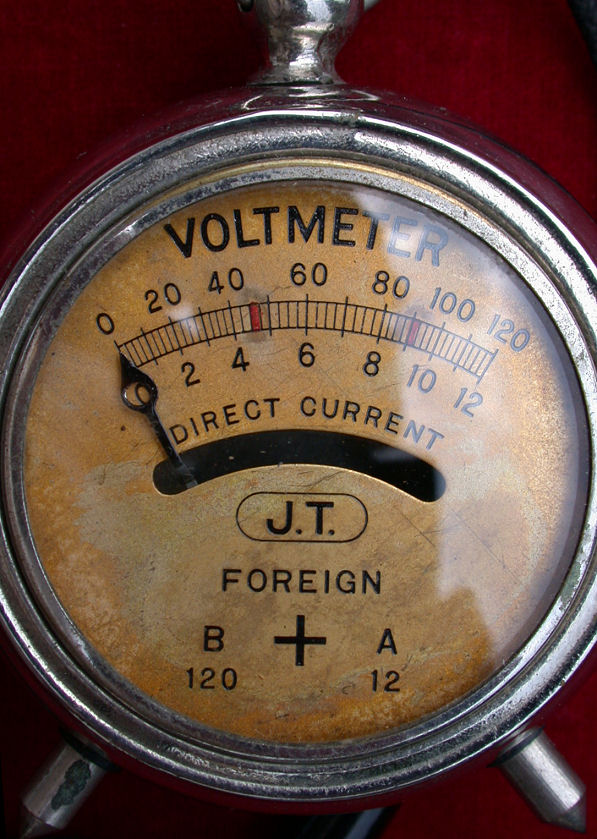 VOLTMETER
0 20 40 60 80 100 120
0 2 4 6 8 10 12
DIRECT CURRENT
J.T.
FOREIGN
B + A
120 12